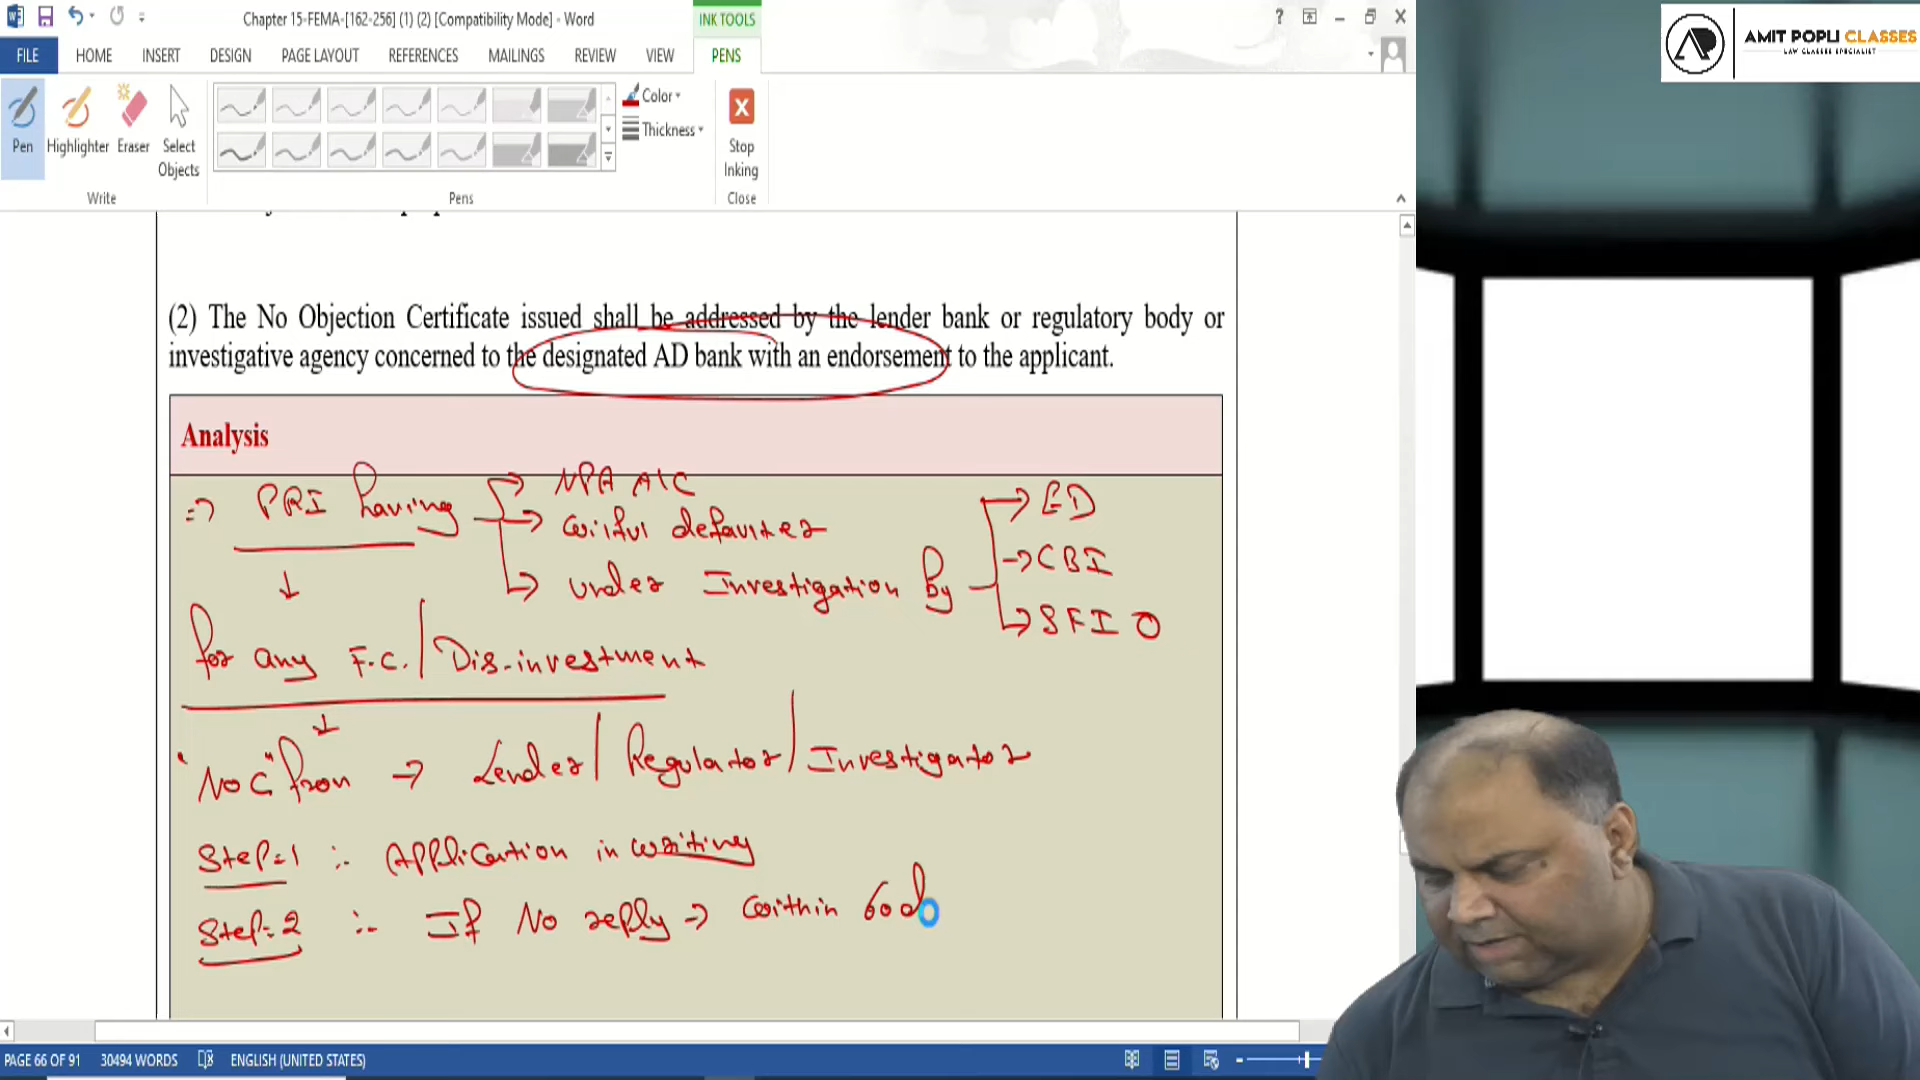 Chapter 15-FEMA-[162-256] (1) (2) [Compatibility Mode] - Word
INK TOOLS
FILE HOME INSERT DESIGN PAGE LAYOUT REFERENCES MAILINGS REVIEW VIEW PENS
AMIT POPLI CLASSES
LAW CLASSES SPECIALIST
Pen Highlighter Eraser Select Objects
Color
Thickness
Stop Inking
Write Pens Close
(2) The No Objection Certificate issued shall be addressed by the lender bank or regulatory body or
investigative agency concerned to the designated AD bank with an endorsement to the applicant.
Analysis
=> PRI having → NPA A/C
→ wilful defaulter
→ under Investigation by → ED
→ CBI
→ SFIO
↓
for any F.C. / Dis-investment
↓
"NOC" from → Lender / Regulator / Investigator
Step=1 :- Application in writing
Step=2 :- If No reply → within 60 d
PAGE 66 OF 91 30494 WORDS ENGLISH (UNITED STATES)